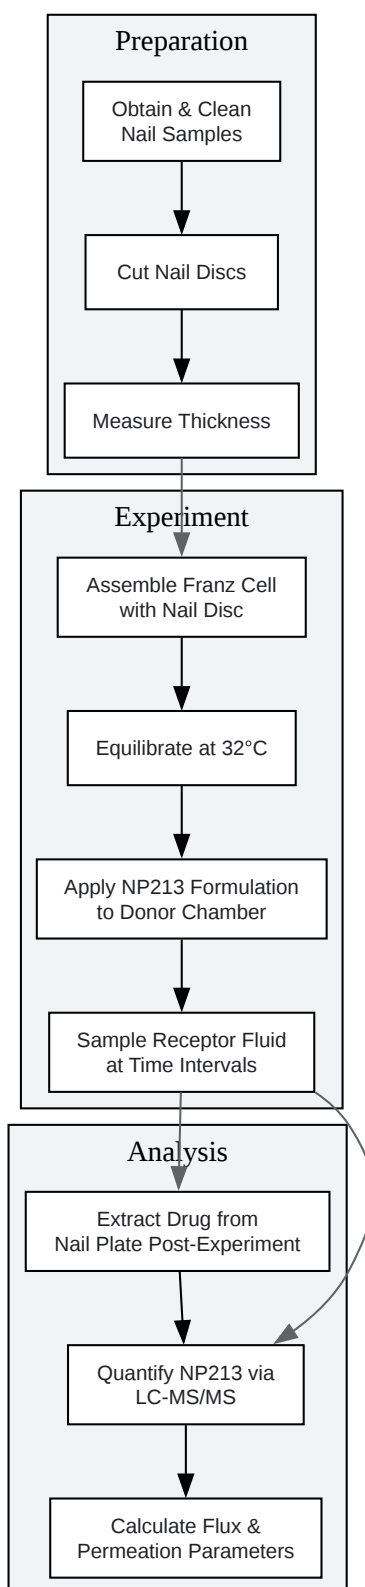 Preparation
Obtain & Clean
Nail Samples
Cut Nail Discs
Measure Thickness
Experiment
Assemble Franz Cell
with Nail Disc
Equilibrate at 32°C
Apply NP213 Formulation
to Donor Chamber
Sample Receptor Fluid
at Time Intervals
Analysis
Extract Drug from
Nail Plate Post-Experiment
Quantify NP213 via
LC-MS/MS
Calculate Flux &
Permeation Parameters